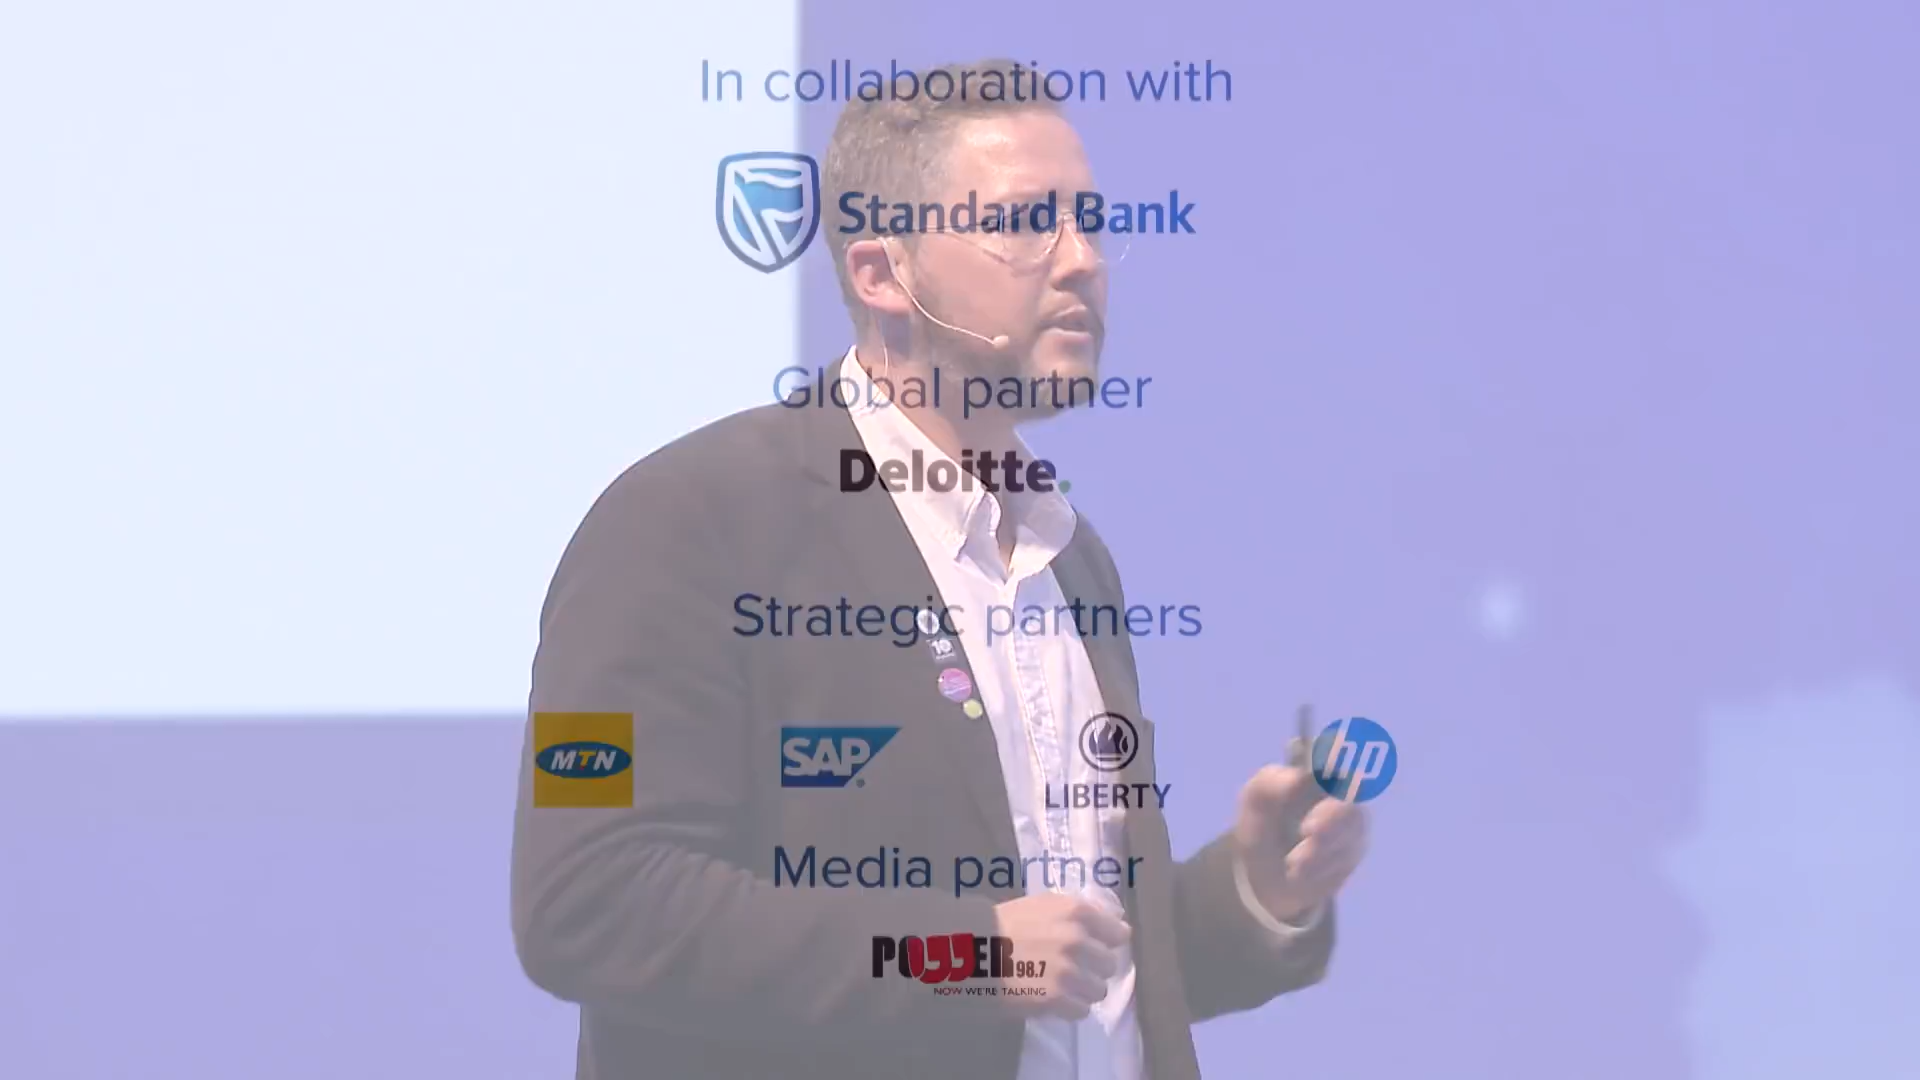 In collaboration with
Standard Bank
Global partner
Deloitte.
Strategic partners
MTN
SAP
LIBERTY
hp
Media partner
POWER 98.7
NOW WE'RE TALKING
10